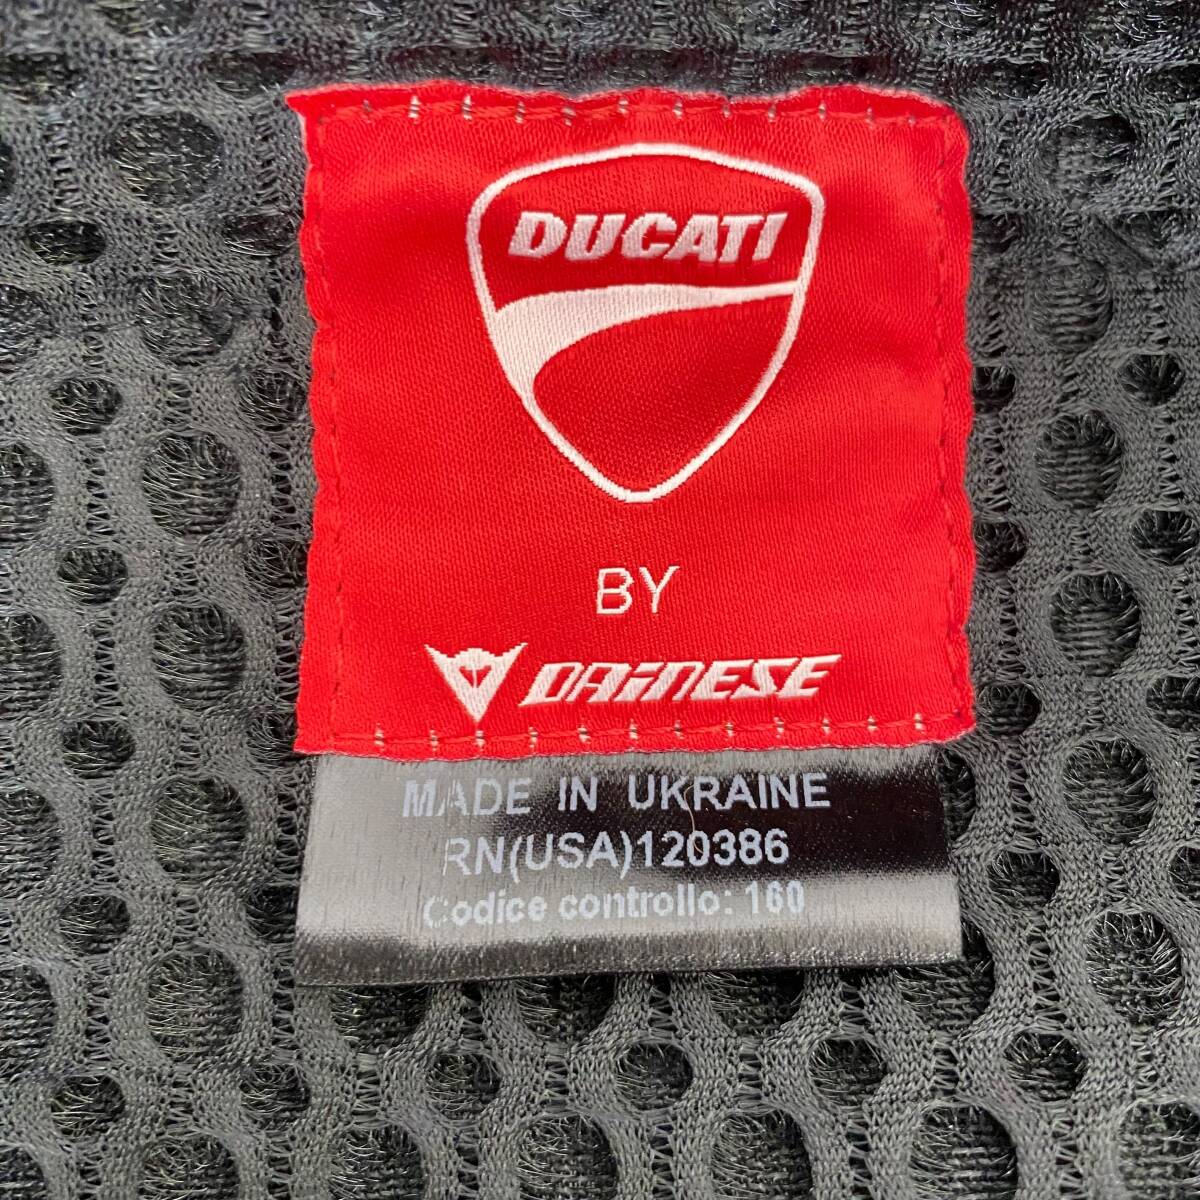 DUCATI
BY
DAINESE
MADE IN UKRAINE
RN(USA)120386
Codice controllo: 160